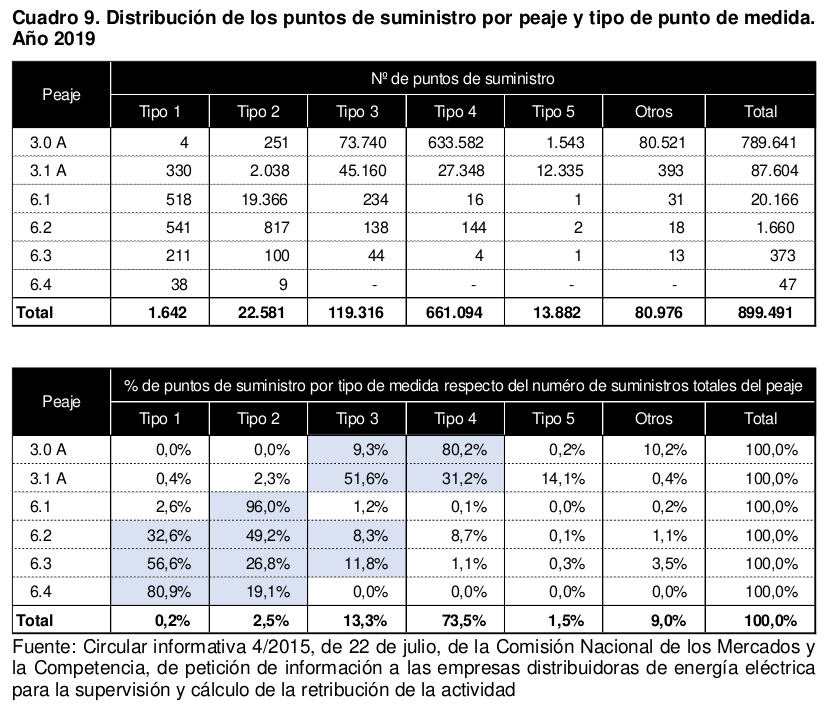 Cuadro 9. Distribución de los puntos de suministro por peaje y tipo de punto de medida.
Año 2019
Peaje
Nº de puntos de suministro
Tipo 1 Tipo 2 Tipo 3 Tipo 4 Tipo 5 Otros Total
3.0 A 4 251 73.740 633.582 1.543 80.521 789.641
3.1 A 330 2.038 45.160 27.348 12.335 393 87.604
6.1 518 19.366 234 16 1 31 20.166
6.2 541 817 138 144 2 18 1.660
6.3 211 100 44 4 1 13 373
6.4 38 9 - - - - 47
Total 1.642 22.581 119.316 661.094 13.882 80.976 899.491
Peaje
% de puntos de suministro por tipo de medida respecto del numéro de suministros totales del peaje
Tipo 1 Tipo 2 Tipo 3 Tipo 4 Tipo 5 Otros Total
3.0 A 0,0% 0,0% 9,3% 80,2% 0,2% 10,2% 100,0%
3.1 A 0,4% 2,3% 51,6% 31,2% 14,1% 0,4% 100,0%
6.1 2,6% 96,0% 1,2% 0,1% 0,0% 0,2% 100,0%
6.2 32,6% 49,2% 8,3% 8,7% 0,1% 1,1% 100,0%
6.3 56,6% 26,8% 11,8% 1,1% 0,3% 3,5% 100,0%
6.4 80,9% 19,1% 0,0% 0,0% 0,0% 0,0% 100,0%
Total 0,2% 2,5% 13,3% 73,5% 1,5% 9,0% 100,0%
Fuente: Circular informativa 4/2015, de 22 de julio, de la Comisión Nacional de los Mercados y
la Competencia, de petición de información a las empresas distribuidoras de energía eléctrica
para la supervisión y cálculo de la retribución de la actividad